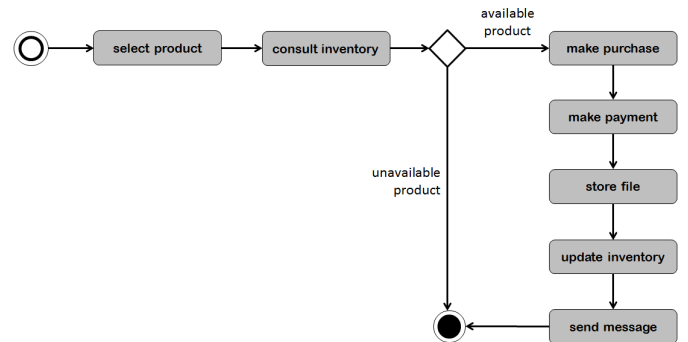 available
product
select product
consult inventory
make purchase
make payment
unavailable
product
store file
update inventory
send message